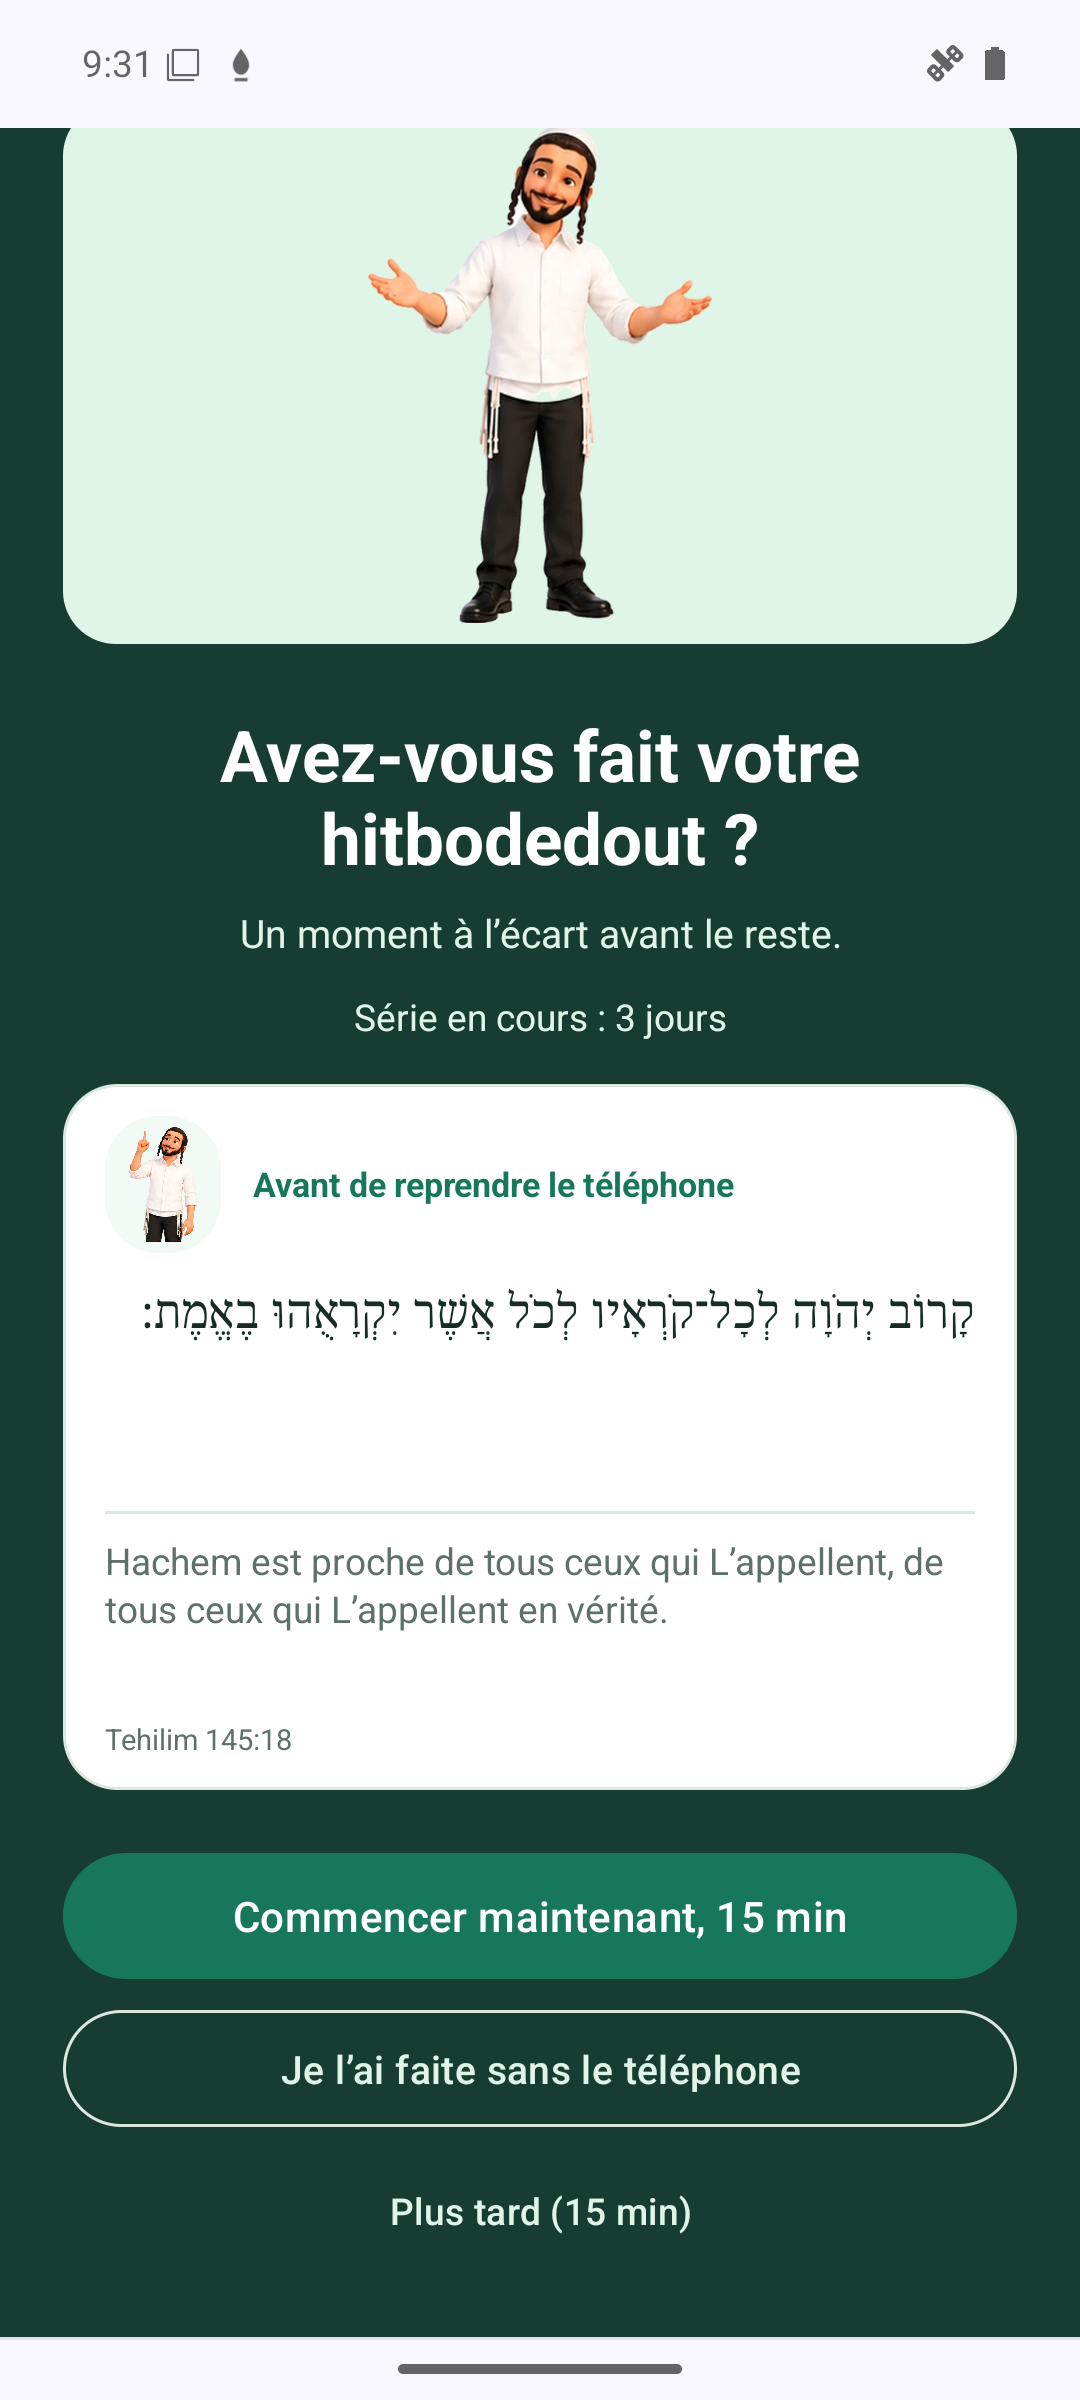 9:31
Avez-vous fait votre
hitbodedout ?
Un moment à l’écart avant le reste.
Série en cours : 3 jours
Avant de reprendre le téléphone
קָרוֹב יְהֹוָה לְכָל־קֹרְאָיו לְכֹל אֲשֶׁר יִקְרָאֻהוּ בֶאֱמֶת׃
Hachem est proche de tous ceux qui L’appellent, de
tous ceux qui L’appellent en vérité.
Tehilim 145:18
Commencer maintenant, 15 min
Je l’ai faite sans le téléphone
Plus tard (15 min)